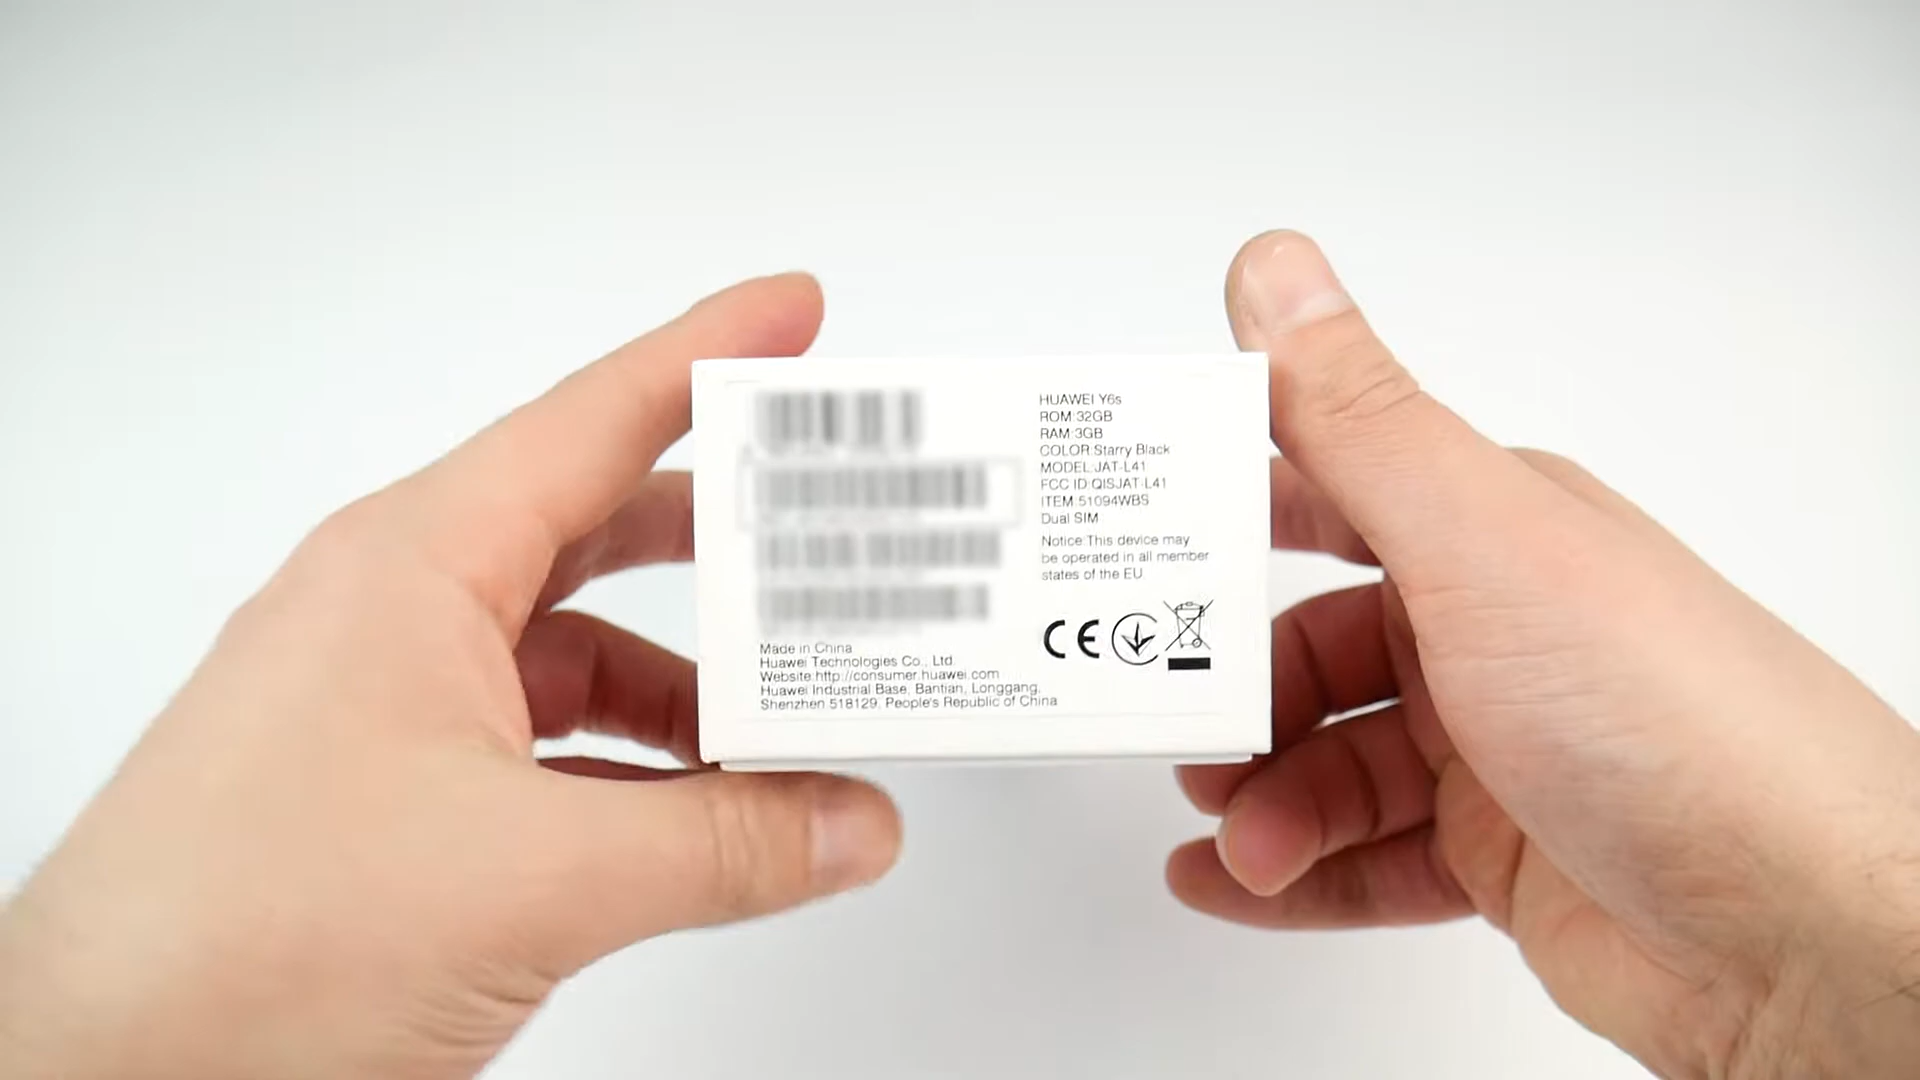 HUAWEI Y6s
ROM:32GB
RAM:3GB
COLOR:Starry Black
MODEL:JAT-L41
FCC ID:QISJAT-L41
ITEM:51094WBS
Dual SIM
Notice:This device may
be operated in all member
states of the EU
CE
Made in China
Huawei Technologies Co., Ltd.
Website:http://consumer.huawei.com
Huawei Industrial Base, Bantian, Longgang,
Shenzhen 518129, People's Republic of China